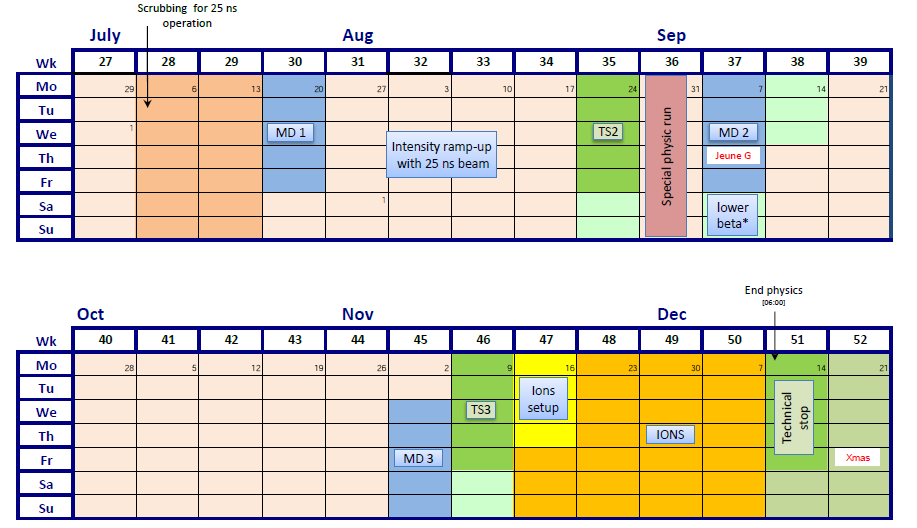 Scrubbing for 25 ns
operation
July Aug Sep
Wk 27 28 29 30 31 32 33 34 35 36 37 38 39
Mo 29 6 13 20 27 3 10 17 24 31 7 14 21
Tu
We 1 MD 1 TS2 MD 2
Intensity ramp-up
with 25 ns beam
Special physic run
Th Jeune G
Fr
Sa 1
lower
beta*
Su
End physics
[06:00]
Oct Nov Dec
Wk 40 41 42 43 44 45 46 47 48 49 50 51 52
Mo 28 5 12 19 26 2 9 16 23 30 7 14 21
Tu
Ions
setup
Technical
stop
We TS3
Th IONS
Fr MD 3 Xmas
Sa
Su